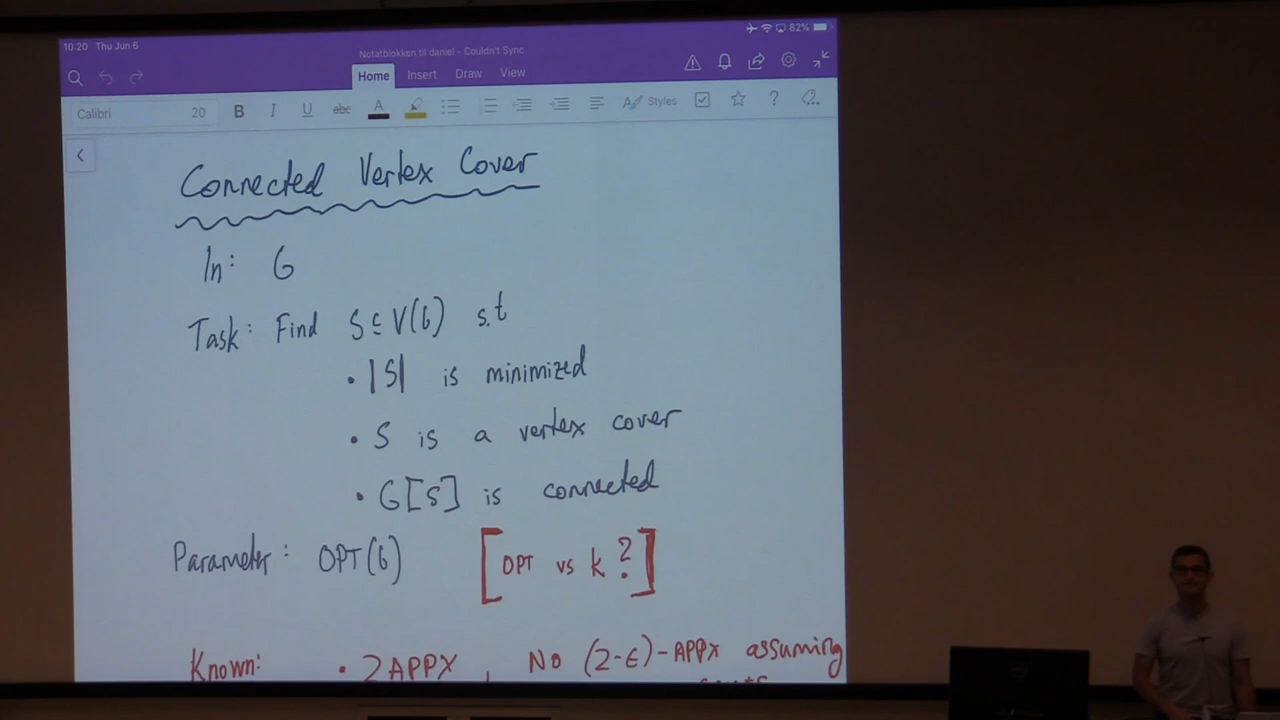 10:20 Thu Jun 6
82%
Notatblokken til daniel - Couldn't Sync
Home Insert Draw View
Calibri 20 B I U abc A Styles ?
Connected Vertex Cover
In: G
Task: Find S ⊆ V(G) s.t
• |S| is minimized
• S is a vertex cover
• G[S] is connected
Parameter: OPT(G) [OPT vs k ?]
Known: • 2APPX, No (2-ε)-APPX assuming